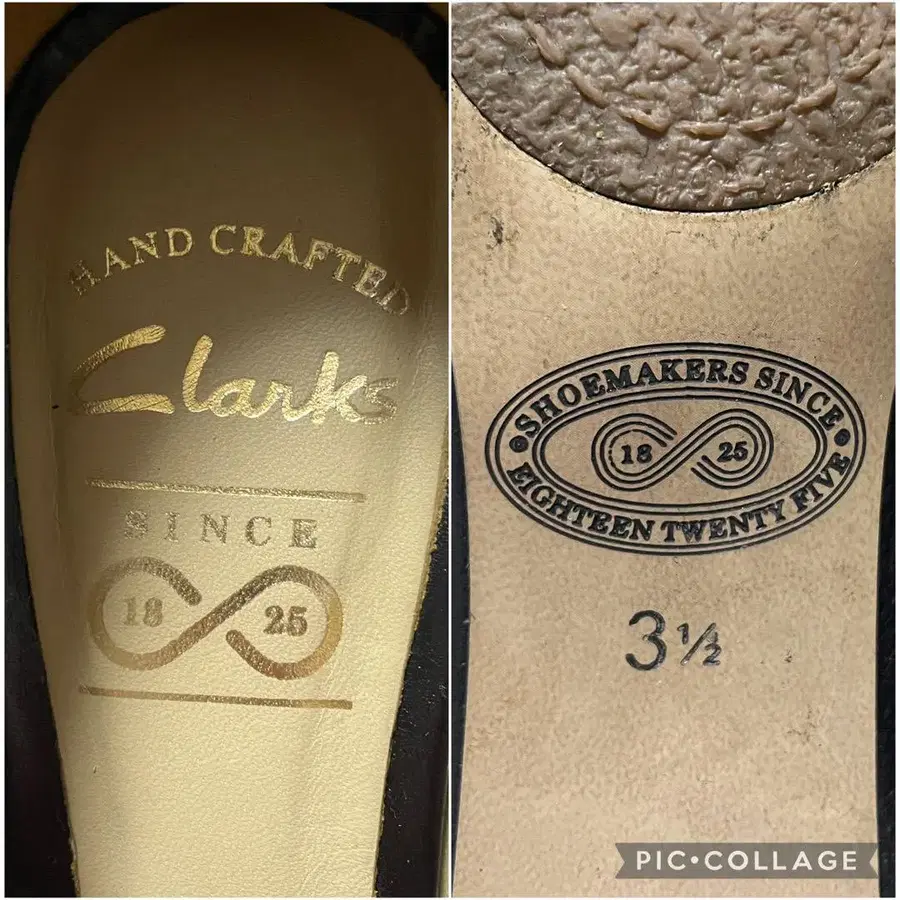 HAND CRAFTED
Clarks
SINCE
18 25
SHOEMAKERS SINCE
18 25
EIGHTEEN TWENTY FIVE
3½
PIC•COLLAGE